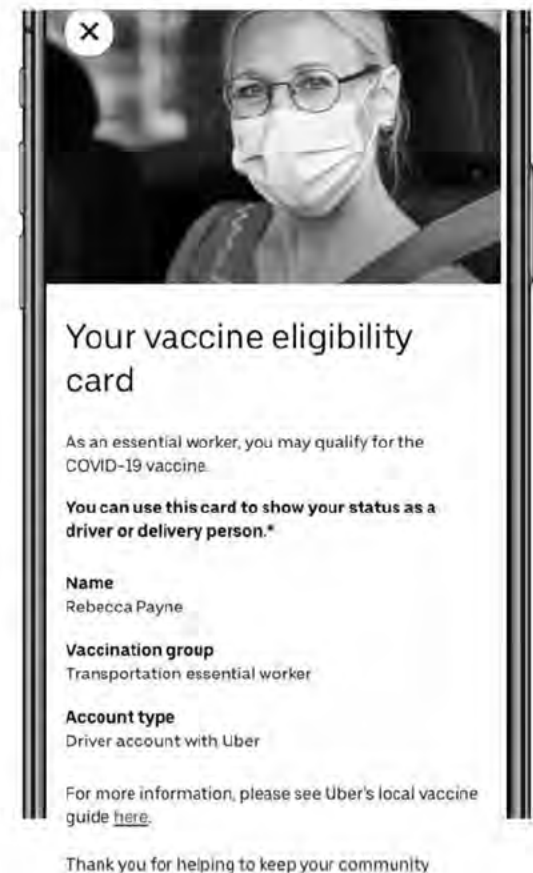 Your vaccine eligibility
card
As an essential worker, you may qualify for the
COVID-19 vaccine.
You can use this card to show your status as a
driver or delivery person.*
Name
Rebecca Payne
Vaccination group
Transportation essential worker
Account type
Driver account with Uber
For more information, please see Uber's local vaccine
guide here.
Thank you for helping to keep your community